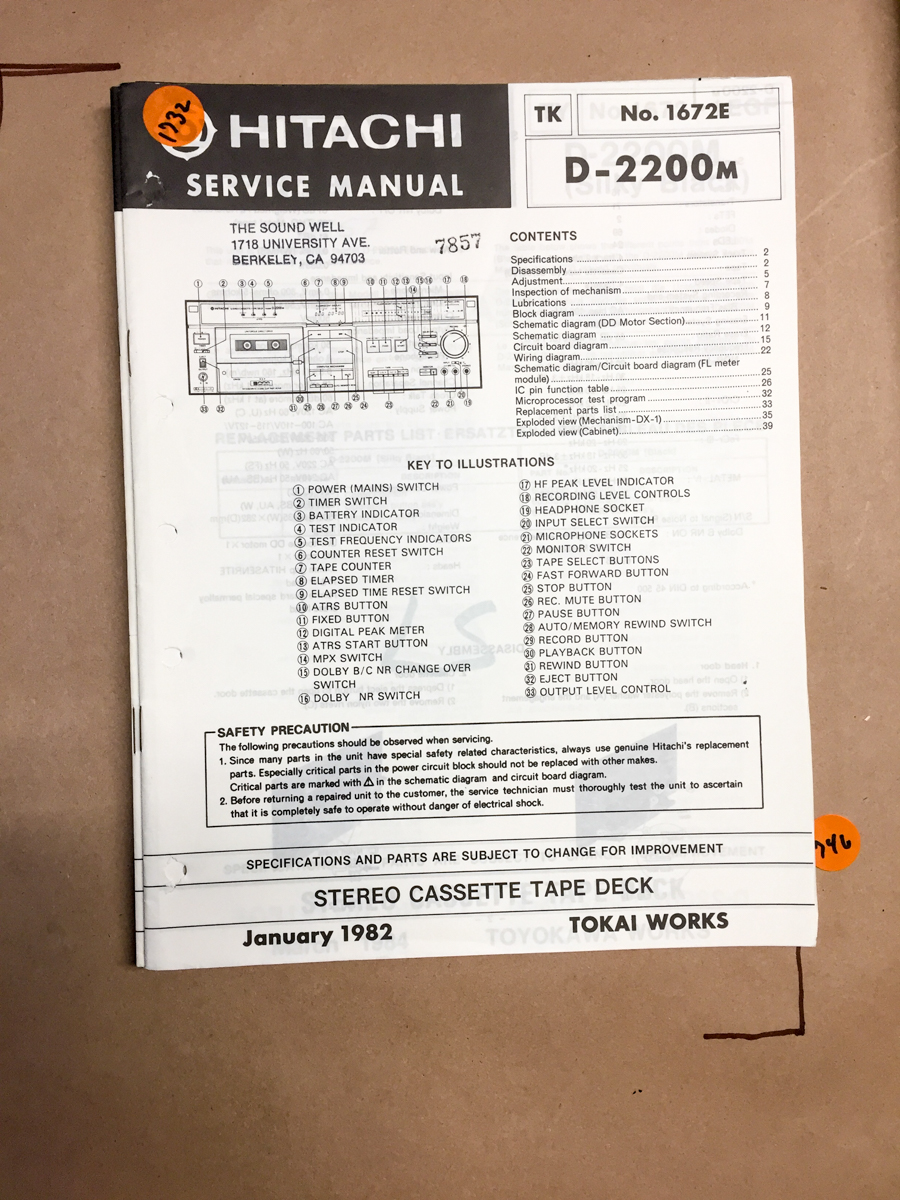 1732
HITACHI
SERVICE MANUAL
TK
No. 1672E
D-2200M
THE SOUND WELL
1718 UNIVERSITY AVE.
BERKELEY, CA 94703
7857
CONTENTS
Specifications 2
Disassembly 2
Adjustment 5
Inspection of mechanism 7
Lubrications 8
Block diagram 9
Schematic diagram (DD Motor Section) 11
Schematic diagram 12
Circuit board diagram 15
Wiring diagram 22
Schematic diagram/Circuit board diagram (FL meter
module) 25
IC pin function table 26
Microprocessor test program 32
Replacement parts list 33
Exploded view (Mechanism-DX-1) 35
Exploded view (Cabinet) 39
KEY TO ILLUSTRATIONS
① POWER (MAINS) SWITCH
② TIMER SWITCH
③ BATTERY INDICATOR
④ TEST INDICATOR
⑤ TEST FREQUENCY INDICATORS
⑥ COUNTER RESET SWITCH
⑦ TAPE COUNTER
⑧ ELAPSED TIMER
⑨ ELAPSED TIME RESET SWITCH
⑩ ATRS BUTTON
⑪ FIXED BUTTON
⑫ DIGITAL PEAK METER
⑬ ATRS START BUTTON
⑭ MPX SWITCH
⑮ DOLBY B/C NR CHANGE OVER
SWITCH
⑯ DOLBY NR SWITCH
⑰ HF PEAK LEVEL INDICATOR
⑱ RECORDING LEVEL CONTROLS
⑲ HEADPHONE SOCKET
⑳ INPUT SELECT SWITCH
㉑ MICROPHONE SOCKETS
㉒ MONITOR SWITCH
㉓ TAPE SELECT BUTTONS
㉔ FAST FORWARD BUTTON
㉕ STOP BUTTON
㉖ REC. MUTE BUTTON
㉗ PAUSE BUTTON
㉘ AUTO/MEMORY REWIND SWITCH
㉙ RECORD BUTTON
㉚ PLAYBACK BUTTON
㉛ REWIND BUTTON
㉜ EJECT BUTTON
㉝ OUTPUT LEVEL CONTROL
SAFETY PRECAUTION
The following precautions should be observed when servicing.
1. Since many parts in the unit have special safety related characteristics, always use genuine Hitachi's replacement
parts. Especially critical parts in the power circuit block should not be replaced with other makes.
Critical parts are marked with ⚠ in the schematic diagram and circuit board diagram.
2. Before returning a repaired unit to the customer, the service technician must thoroughly test the unit to ascertain
that it is completely safe to operate without danger of electrical shock.
SPECIFICATIONS AND PARTS ARE SUBJECT TO CHANGE FOR IMPROVEMENT
STEREO CASSETTE TAPE DECK
January 1982
TOKAI WORKS